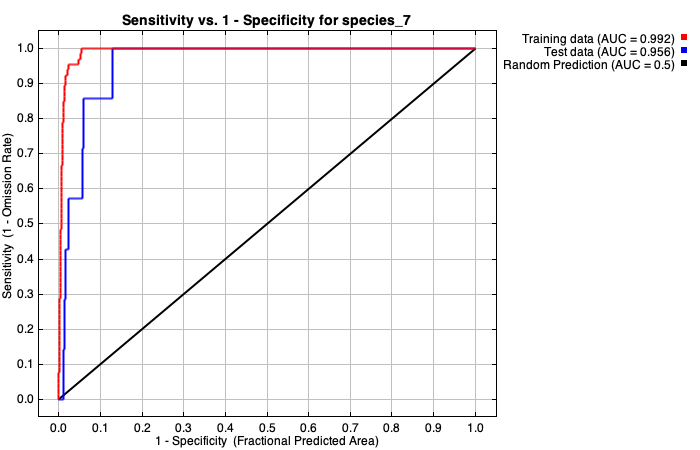 Sensitivity vs. 1 - Specificity for species_7
Training data (AUC = 0.992)
Test data (AUC = 0.956)
Random Prediction (AUC = 0.5)
Sensitivity (1 - Omission Rate)
1.0
0.9
0.8
0.7
0.6
0.5
0.4
0.3
0.2
0.1
0.0
0.0 0.1 0.2 0.3 0.4 0.5 0.6 0.7 0.8 0.9 1.0
1 - Specificity (Fractional Predicted Area)